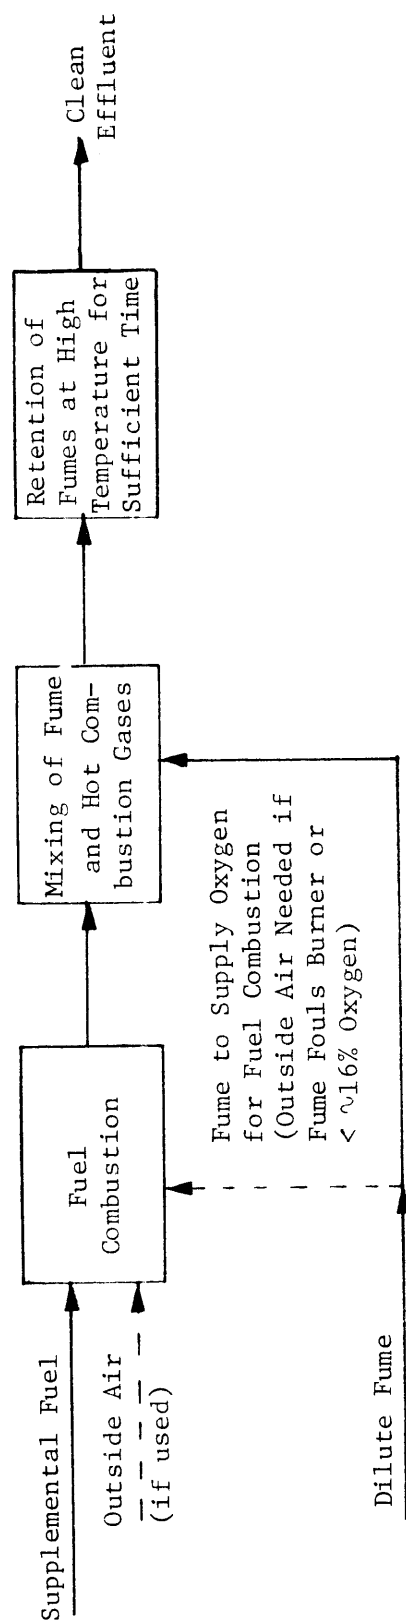 Supplemental Fuel
Outside Air
(if used)
Dilute Fume
Fuel
Combustion
Fume to Supply Oxygen
for Fuel Combustion
(Outside Air Needed if
Fume Fouls Burner or
< ~16% Oxygen)
Mixing of Fume
and Hot Com-
bustion Gases
Retention of
Fumes at High
Temperature for
Sufficient Time
Clean
Effluent